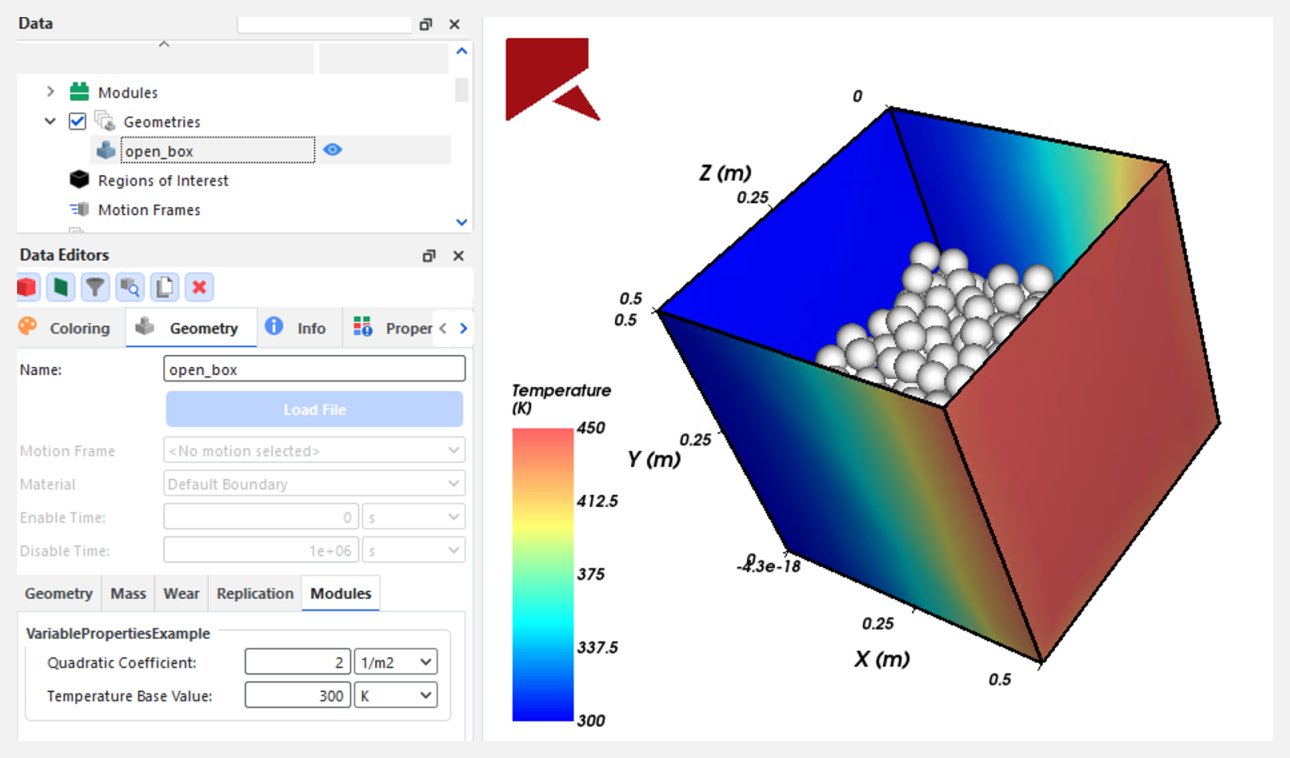 Data
Modules
Geometries
open_box
Regions of Interest
Motion Frames
Data Editors
Coloring
Geometry
Info
Proper
Name:
open_box
Load File
Motion Frame
<No motion selected>
Material
Default Boundary
Enable Time:
0
s
Disable Time:
1e+06
s
Geometry
Mass
Wear
Replication
Modules
VariablePropertiesExample
Quadratic Coefficient:
2
1/m2
Temperature Base Value:
300
K
0
Z (m)
0.25
0.5
0.5
Temperature
(K)
450
412.5
375
337.5
300
0.25
Y (m)
0
-4.3e-18
0.25
X (m)
0.5